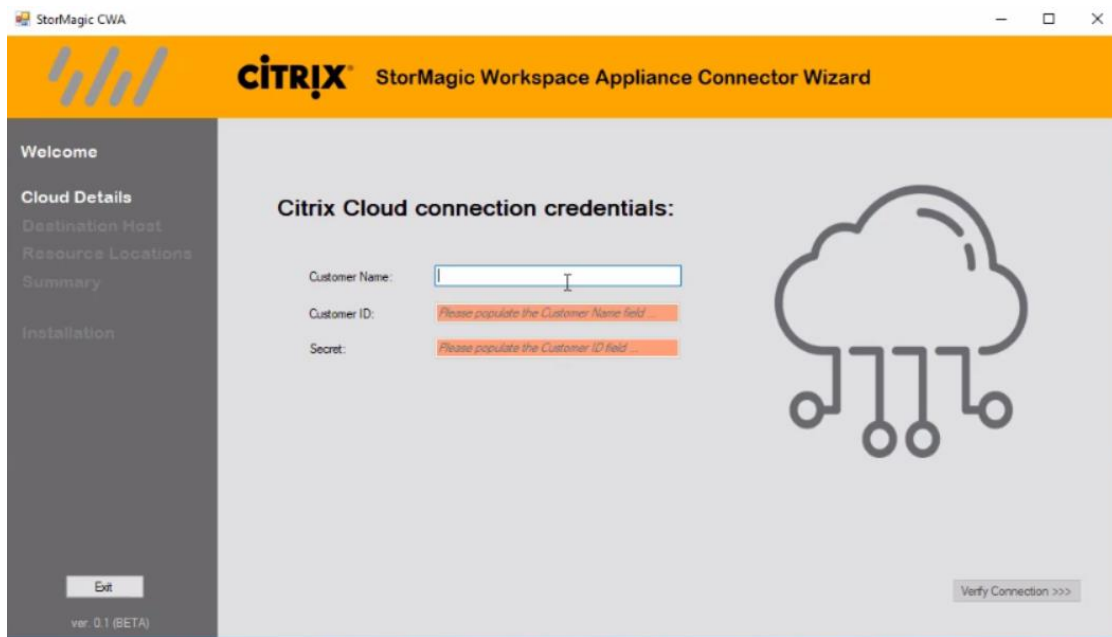 StorMagic CWA
CİTRIX® StorMagic Workspace Appliance Connector Wizard
Welcome
Cloud Details
Destination Host
Resource Locations
Summary
Installation
Citrix Cloud connection credentials:
Customer Name:
Customer ID: Please populate the Customer Name field ...
Secret: Please populate the Customer ID field ...
Exit
ver. 0.1 (BETA)
Verify Connection >>>